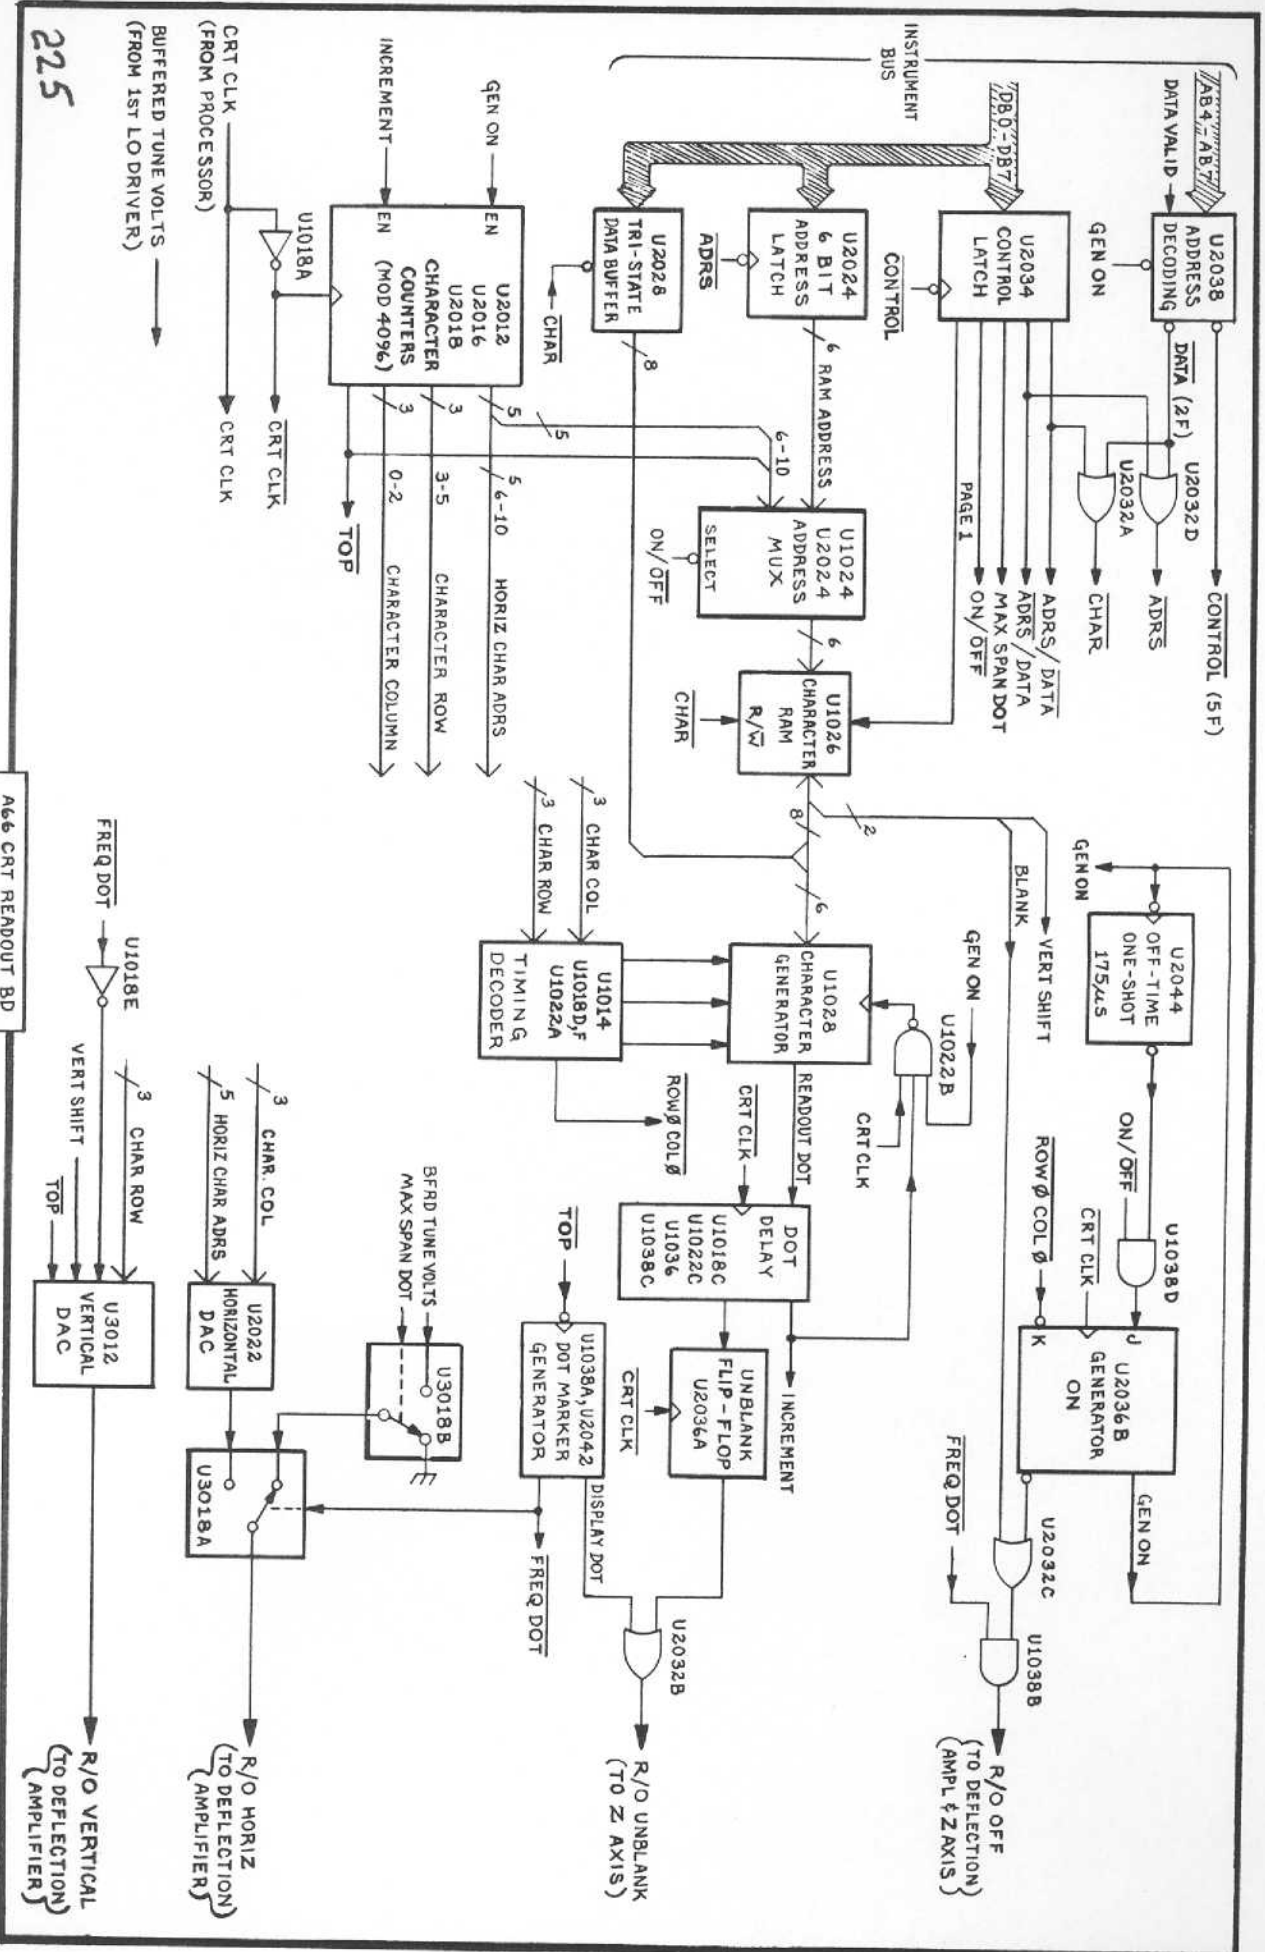 INSTRUMENT
BUS
AB4-AB7
DATA VALID
GEN ON
U2038
ADDRESS
DECODING
DATA (2F)
CONTROL (5F)
U2032D
U2032A
ADRS
CHAR
ADRS/DATA
ADRS/DATA
MAX SPAN DOT
ON/OFF
PAGE 1
DB0-DB7
U2034
CONTROL
LATCH
CONTROL
U2024
6 BIT
ADDRESS
LATCH
ADRS
6 RAM ADDRESS
U2028
TRI-STATE
DATA BUFFER
CHAR
8
U1024
U2024
ADDRESS
MUX
SELECT
ON/OFF
6-10
6
U1026
CHARACTER
RAM
R/W
CHAR
8
2
6
BLANK
VERT SHIFT
GEN ON
U2044
OFF-TIME
ONE-SHOT
175µS
ON/OFF
U1038D
ROWØ COL Ø
CRT CLK
J
K
U2036B
GENERATOR
ON
GEN ON
U2032C
FREQ DOT
U1038B
R/O OFF
(TO DEFLECTION)
(AMPL & Z AXIS)
GEN ON
U1022B
CRT CLK
U1028
CHARACTER
GENERATOR
READOUT DOT
CRT CLK
DOT
DELAY
U1018C
U1022C
U1036
U1038C
INCREMENT
UNBLANK
FLIP-FLOP
U2036A
CRT CLK
U2032B
R/O UNBLANK
(TO Z AXIS)
3 CHAR COL
3 CHAR ROW
U1014
U1018D,F
U1022A
TIMING
DECODER
ROWØ COLØ
TOP
U1038A,U2042
DOT MARKER
GENERATOR
DISPLAY DOT
FREQ DOT
GEN ON
INCREMENT
EN
EN
U2012
U2016
U2018
CHARACTER
COUNTERS
(MOD 4096)
5
5
5
6-10 HORIZ CHAR ADRS
3
3-5 CHARACTER ROW
3
0-2 CHARACTER COLUMN
TOP
CRT CLK
(FROM PROCESSOR)
U1018A
CRT CLK
CRT CLK
BUFFERED TUNE VOLTS
(FROM 1ST LO DRIVER)
BFRD TUNE VOLTS
MAX SPAN DOT
U3018B
3
CHAR. COL
5 HORIZ CHAR ADRS
U2022
HORIZONTAL
DAC
U3018A
R/O HORIZ
(TO DEFLECTION)
(AMPLIFIER)
FREQ DOT
U1018E
3 CHAR ROW
VERT SHIFT
TOP
U3012
VERTICAL
DAC
R/O VERTICAL
(TO DEFLECTION)
(AMPLIFIER)
225
A66 CRT READOUT BD